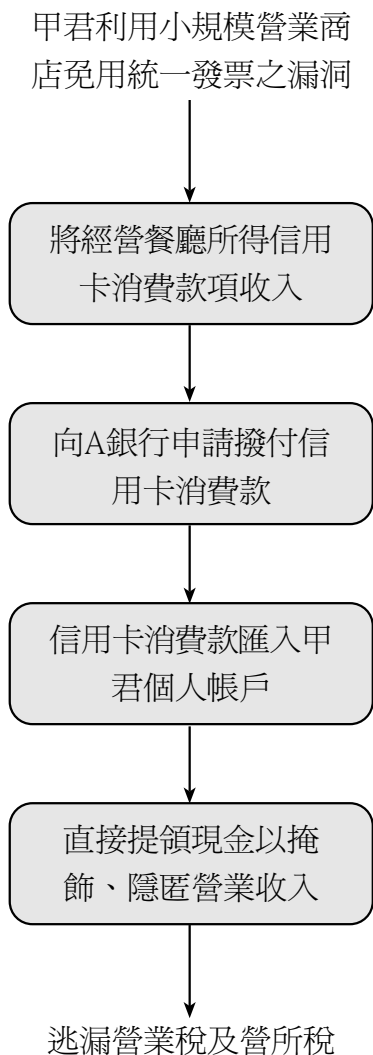 甲君利用小規模營業商
店免用統一發票之漏洞
將經營餐廳所得信用
卡消費款項收入
向A銀行申請撥付信
用卡消費款
信用卡消費款匯入甲
君個人帳戶
直接提領現金以掩
飾、隱匿營業收入
逃漏營業稅及營所稅